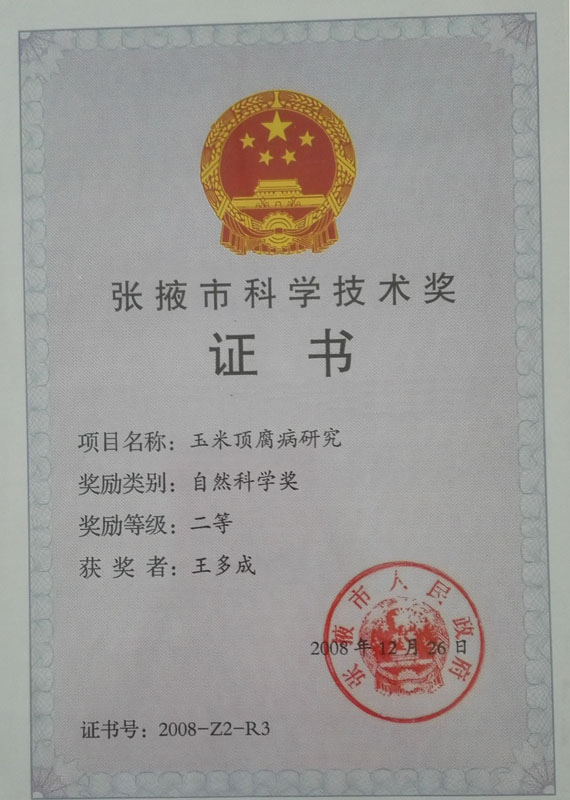 张掖市科学技术奖
证书
项目名称：玉米顶腐病研究
奖励类别：自然科学奖
奖励等级：二等
获奖者：王多成
张掖市人民政府
2008年12月26日
证书号：2008-Z2-R3